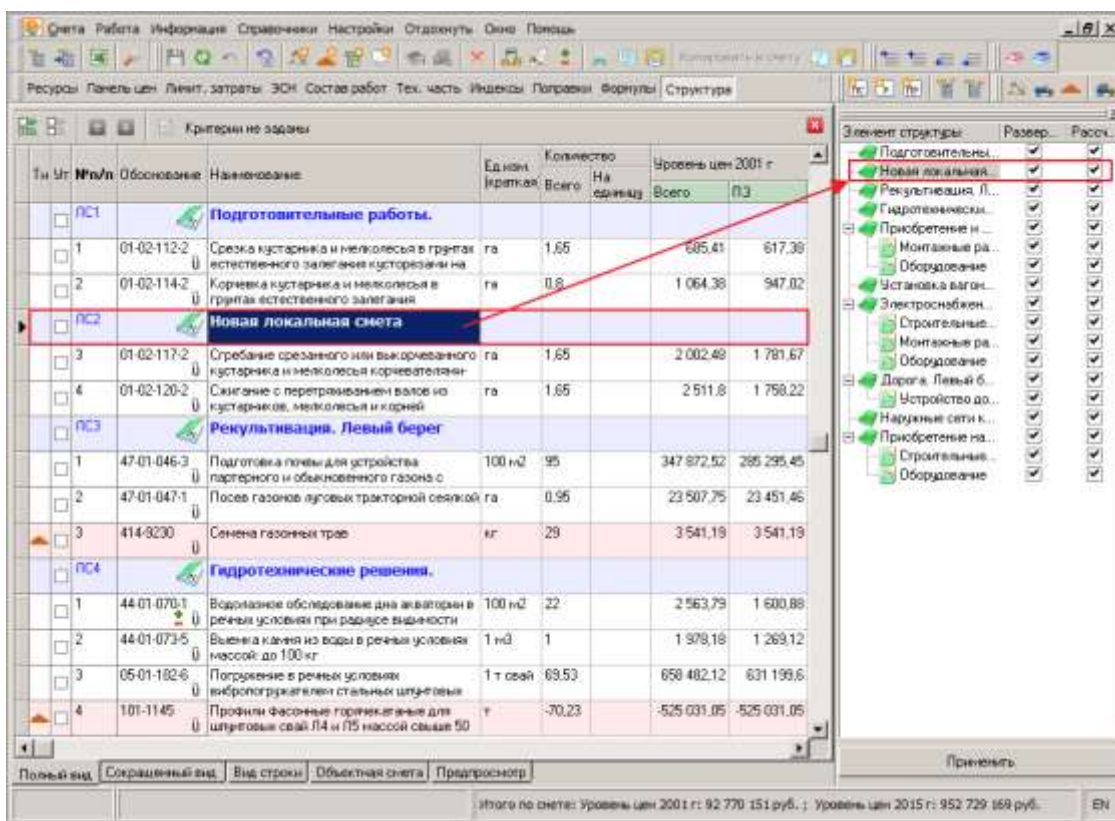 Смета Работа Информация Справочники Настройки Отдохнуть Окно Помощь
Копировать в смету
Ресурсы Панель цен Лимит. затраты ЭСН Состав работ Тех. часть Индексы Поправки Формулы Структура
Критерии не заданы
Ти Уг №п/п Обоснование Наименование Ед.изм. (краткая) Количество Всего На единицу Уровень цен 2001 г Всего ПЗ
ЛС1 Подготовительные работы.
1 01-02-112-2 Срезка кустарника и мелколесья в грунтах га 1,65 685,41 617,38
естественного залегания кусторезами на
2 01-02-114-2 Корчевка кустарника и мелколесья в га 0,8 1 064,38 947,02
грунтах естественного залегания
ЛС2 Новая локальная смета
3 01-02-117-2 Сгребание срезанного или выкорчеванного га 1,65 2 002,48 1 781,67
кустарника и мелколесья корчевателями-
4 01-02-120-2 Сжигание с перетряхиванием валов из га 1,65 2 511,8 1 758,22
кустарников, мелколесья и корней
ЛС3 Рекультивация. Левый берег
1 47-01-046-3 Подготовка почвы для устройства 100 м2 95 347 872,52 285 295,45
партерного и обыкновенного газона с
2 47-01-047-1 Посев газонов луговых тракторной сеялкой га 0,95 23 507,75 23 451,46
3 414-9230 Семена газонных трав кг 29 3 541,19 3 541,19
ЛС4 Гидротехнические решения.
1 44-01-070-1 Водолазное обследование дна акватории в 100 м2 22 2 563,79 1 600,88
речных условиях при радиусе видимости
2 44-01-073-5 Выемка камня из воды в речных условиях 1 м3 1 1 978,18 1 269,12
массой: до 100 кг
3 05-01-182-6 Погружение в речных условиях 1 т свай 69,53 658 482,12 631 199,6
вибропогружателем стальных шпунтовых
4 101-1145 Профили фасонные горячекатаные для т -70,23 -525 031,05 -525 031,05
шпунтовых свай Л4 и Л5 массой свыше 50
Полный вид Сокращенный вид Вид строки Объектная смета Предпросмотр
Элемент структуры Развер... Рассч.
Подготовительны...
Новая локальная...
Рекультивация. Л...
Гидротехнически...
Приобретение и ...
Монтажные ра...
Оборудование
Установка вагон...
Электроснабжен...
Строительные...
Монтажные ра...
Оборудование
Дорога. Левый б...
Устройство до...
Наружные сети к...
Приобретение на...
Строительные...
Оборудование
Применить
Итого по смете: Уровень цен 2001 г: 92 770 151 руб. ; Уровень цен 2015 г: 952 729 169 руб. EN